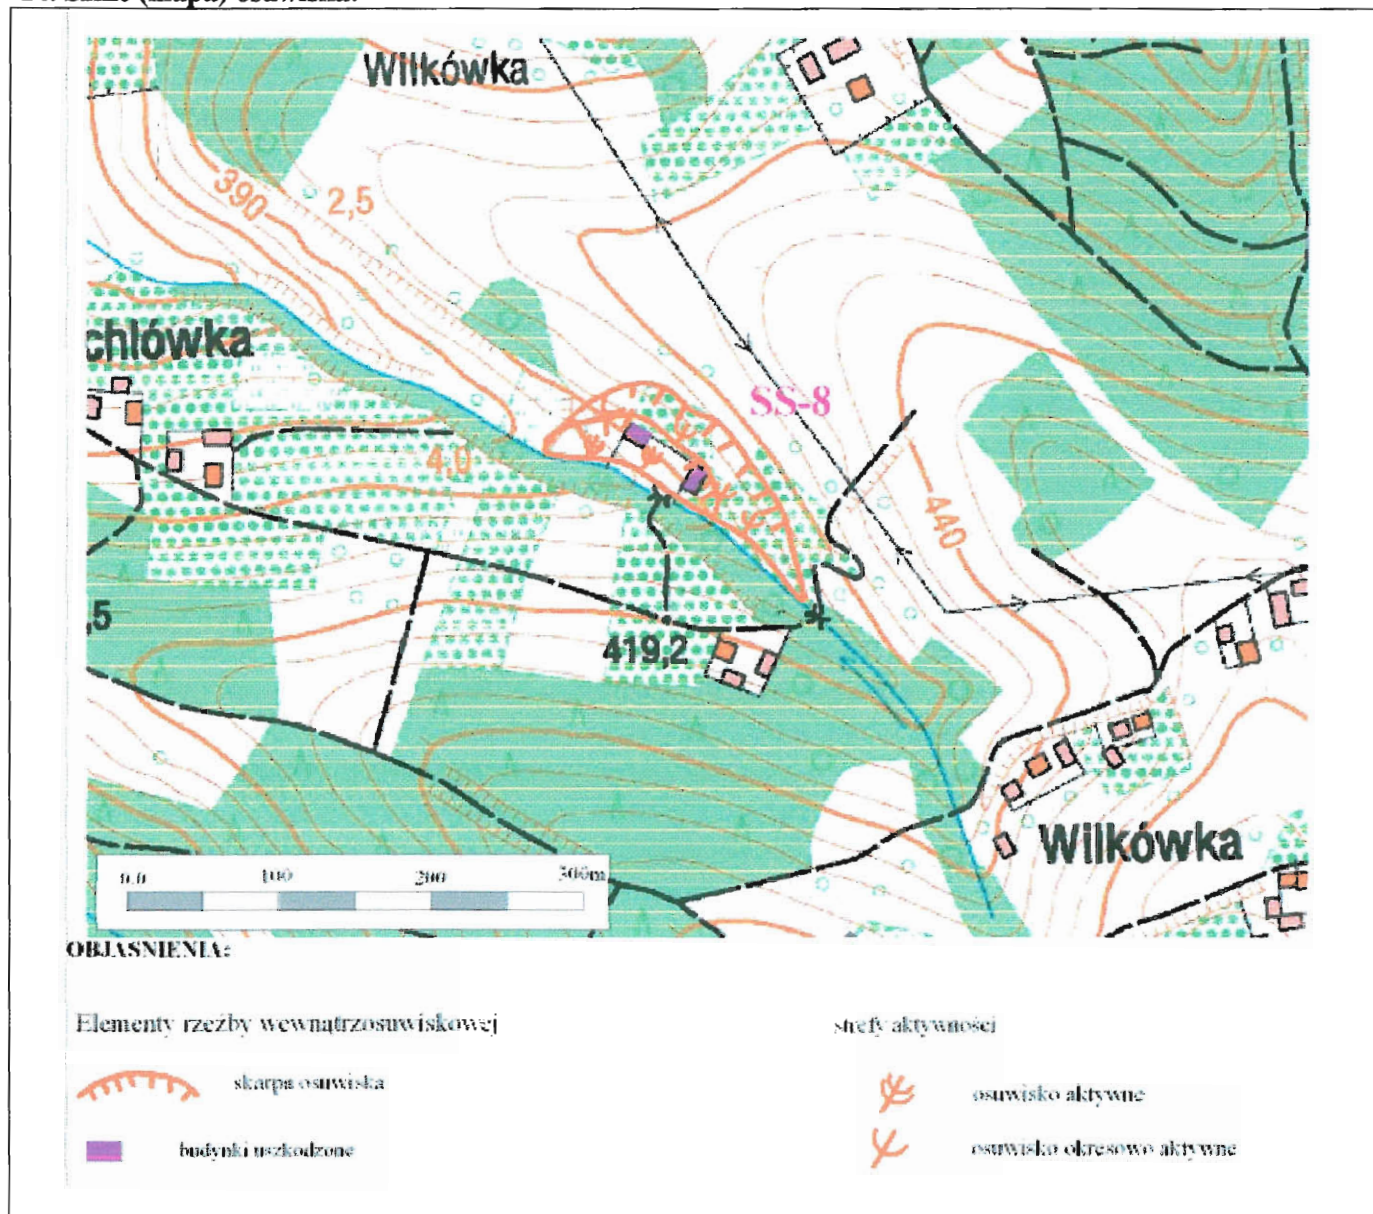 Wilkówka
390
2,5
chlówka
SS-8
4,0
440
,5
419,2
Wilkówka
0.0 100 200 300m
OBJAŚNIENIA:
Elementy rzeźby wewnątrzosuwiskowej
strefy aktywności
skarpa osuwiska
osuwisko aktywne
budynki uszkodzone
osuwisko okresowo aktywne